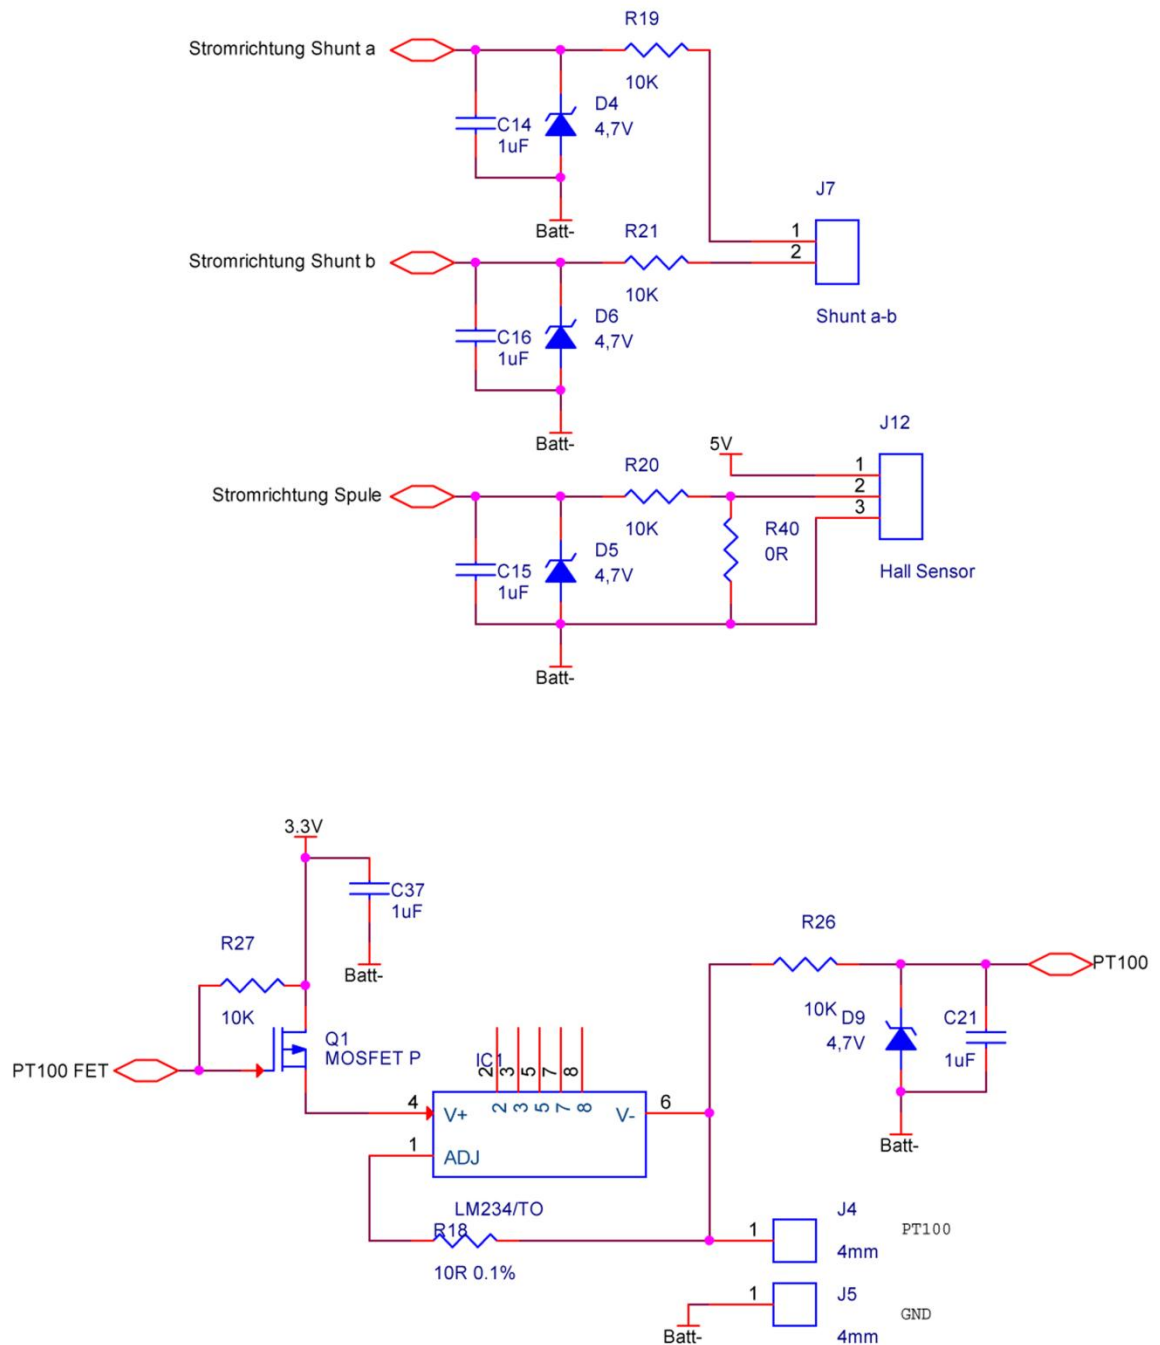 R19
Stromrichtung Shunt a
10K
D4
4,7V
C14
1uF
J7
Batt-
R21
1
2
Stromrichtung Shunt b
10K
D6
4,7V
C16
1uF
Shunt a-b
J12
Batt-
5V
R20
1
2
3
Stromrichtung Spule
10K
R40
0R
D5
4,7V
C15
1uF
Hall Sensor
Batt-
3.3V
C37
1uF
R26
R27
Batt-
PT100
10K
10K
D9
4,7V
C21
1uF
Q1
MOSFET P
IC1
2 3 5 7 8
PT100 FET
2 3 5 7 8
4
V+
V-
6
1
ADJ
Batt-
LM234/TO
R18
10R 0.1%
1
J4
4mm
PT100
1
J5
4mm
GND
Batt-